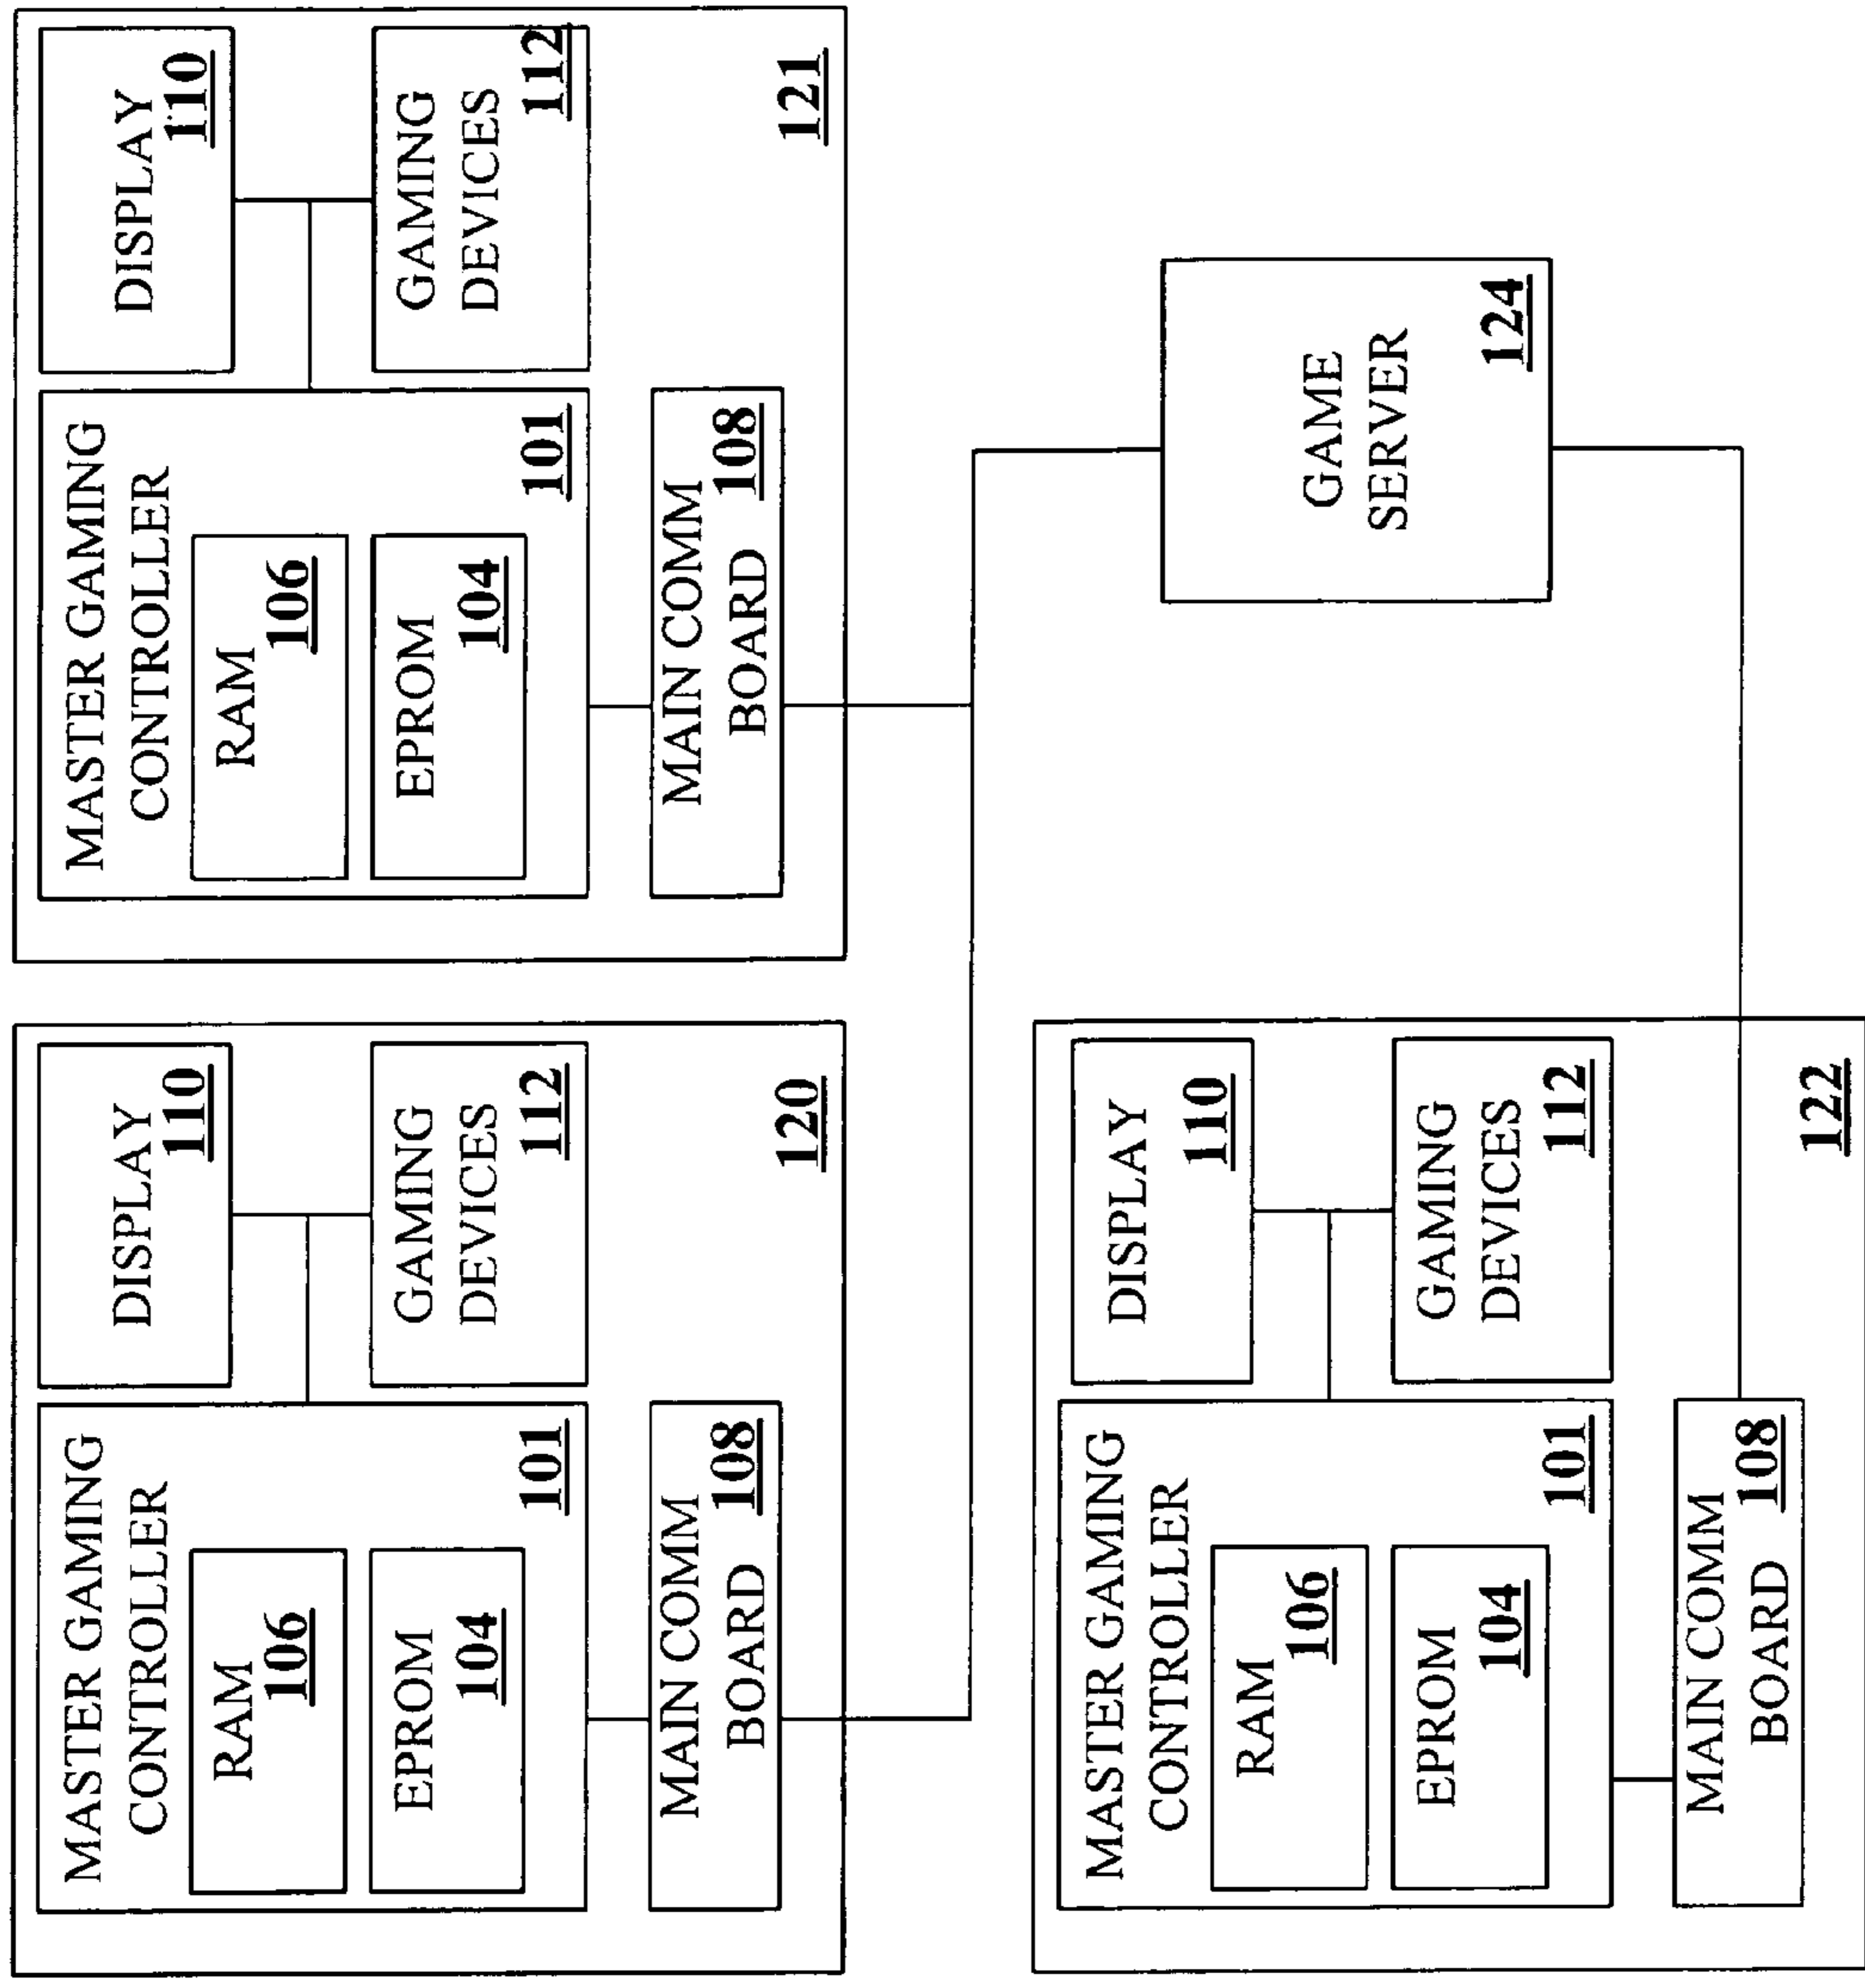 MASTER GAMING
CONTROLLER
RAM
106
EPROM
104
101
DISPLAY
110
GAMING
DEVICES
112
MAIN COMM
BOARD 108
120
MASTER GAMING
CONTROLLER
RAM
106
EPROM
104
101
DISPLAY
110
GAMING
DEVICES
112
MAIN COMM
BOARD 108
121
MASTER GAMING
CONTROLLER
RAM
106
EPROM
104
101
DISPLAY
110
GAMING
DEVICES
112
MAIN COMM
BOARD 108
122
GAME
SERVER
124